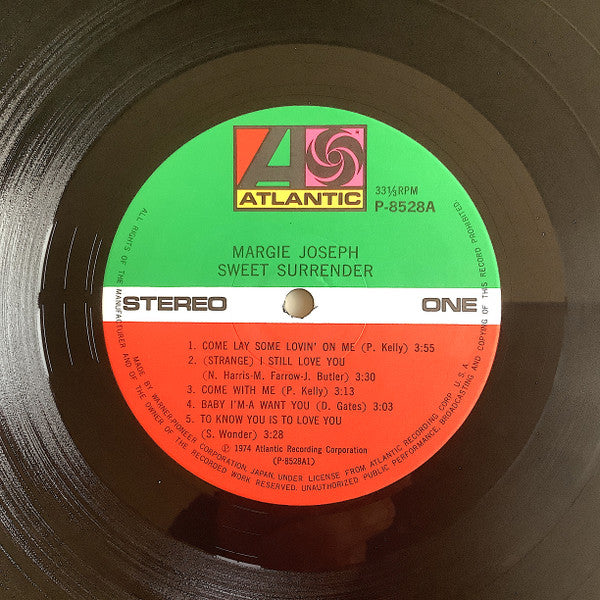 ATLANTIC
33⅓RPM
P-8528A
MARGIE JOSEPH
SWEET SURRENDER
STEREO
ONE
1. COME LAY SOME LOVIN' ON ME (P. Kelly) 3:55
2. (STRANGE) I STILL LOVE YOU
(N. Harris-M. Farrow-J. Butler) 3:30
3. COME WITH ME (P. Kelly) 3:13
4. BABY I'M-A WANT YOU (D. Gates) 3:03
5. TO KNOW YOU IS TO LOVE YOU
(S. Wonder) 3:28
℗ 1974 Atlantic Recording Corporation
(P-8528A1)
ALL RIGHTS OF THE MANUFACTURER AND OF THE OWNER OF THE RECORDED WORK RESERVED. UNAUTHORIZED PUBLIC PERFORMANCE, BROADCASTING AND COPYING OF THIS RECORD PROHIBITED.
MADE BY WARNER-PIONEER CORPORATION, JAPAN, UNDER LICENSE FROM ATLANTIC RECORDING CORP. U.S.A.